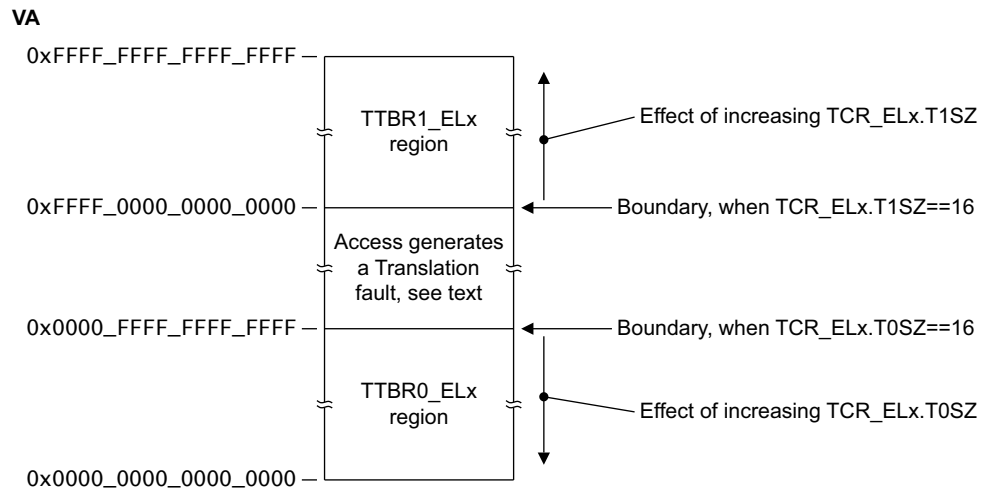 VA
0xFFFF_FFFF_FFFF_FFFF
TTBR1_ELx
region
Effect of increasing TCR_ELx.T1SZ
0xFFFF_0000_0000_0000
Boundary, when TCR_ELx.T1SZ==16
Access generates
a Translation
fault, see text
0x0000_FFFF_FFFF_FFFF
Boundary, when TCR_ELx.T0SZ==16
TTBR0_ELx
region
Effect of increasing TCR_ELx.T0SZ
0x0000_0000_0000_0000